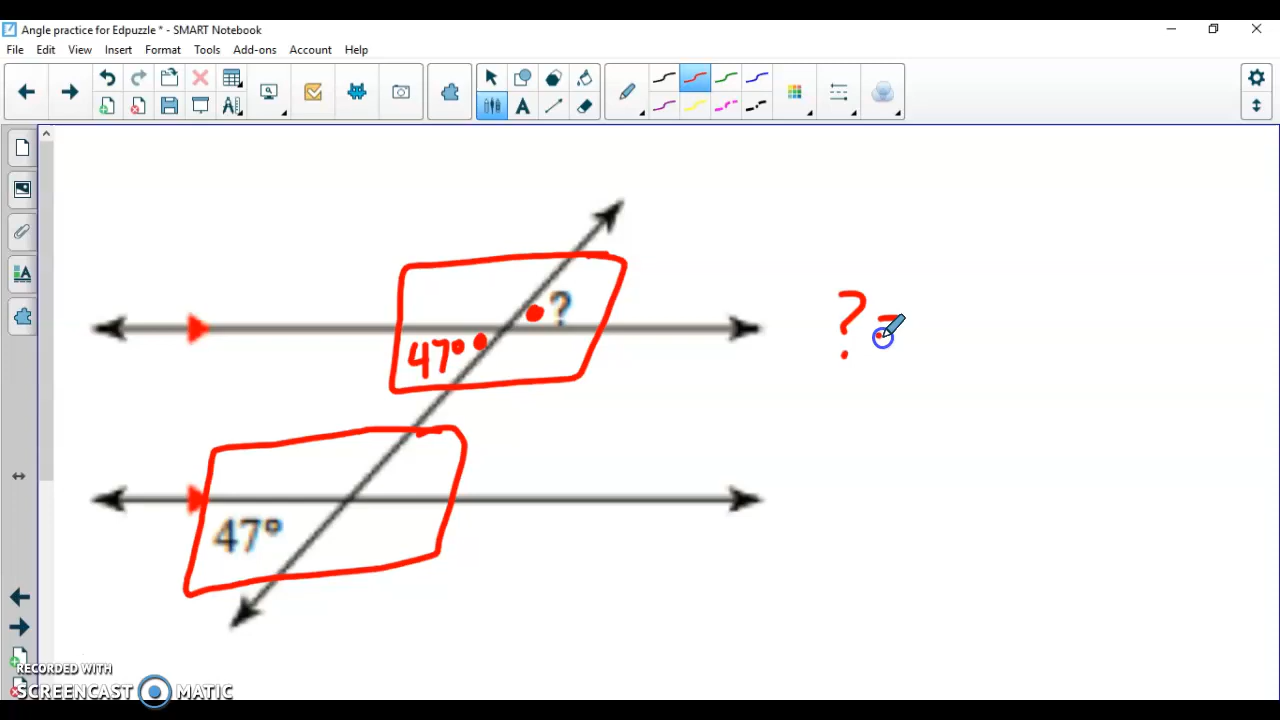 Angle practice for Edpuzzle * - SMART Notebook
File Edit View Insert Format Tools Add-ons Account Help
?
47° ? =
47°
RECORDED WITH
SCREENCAST MATIC